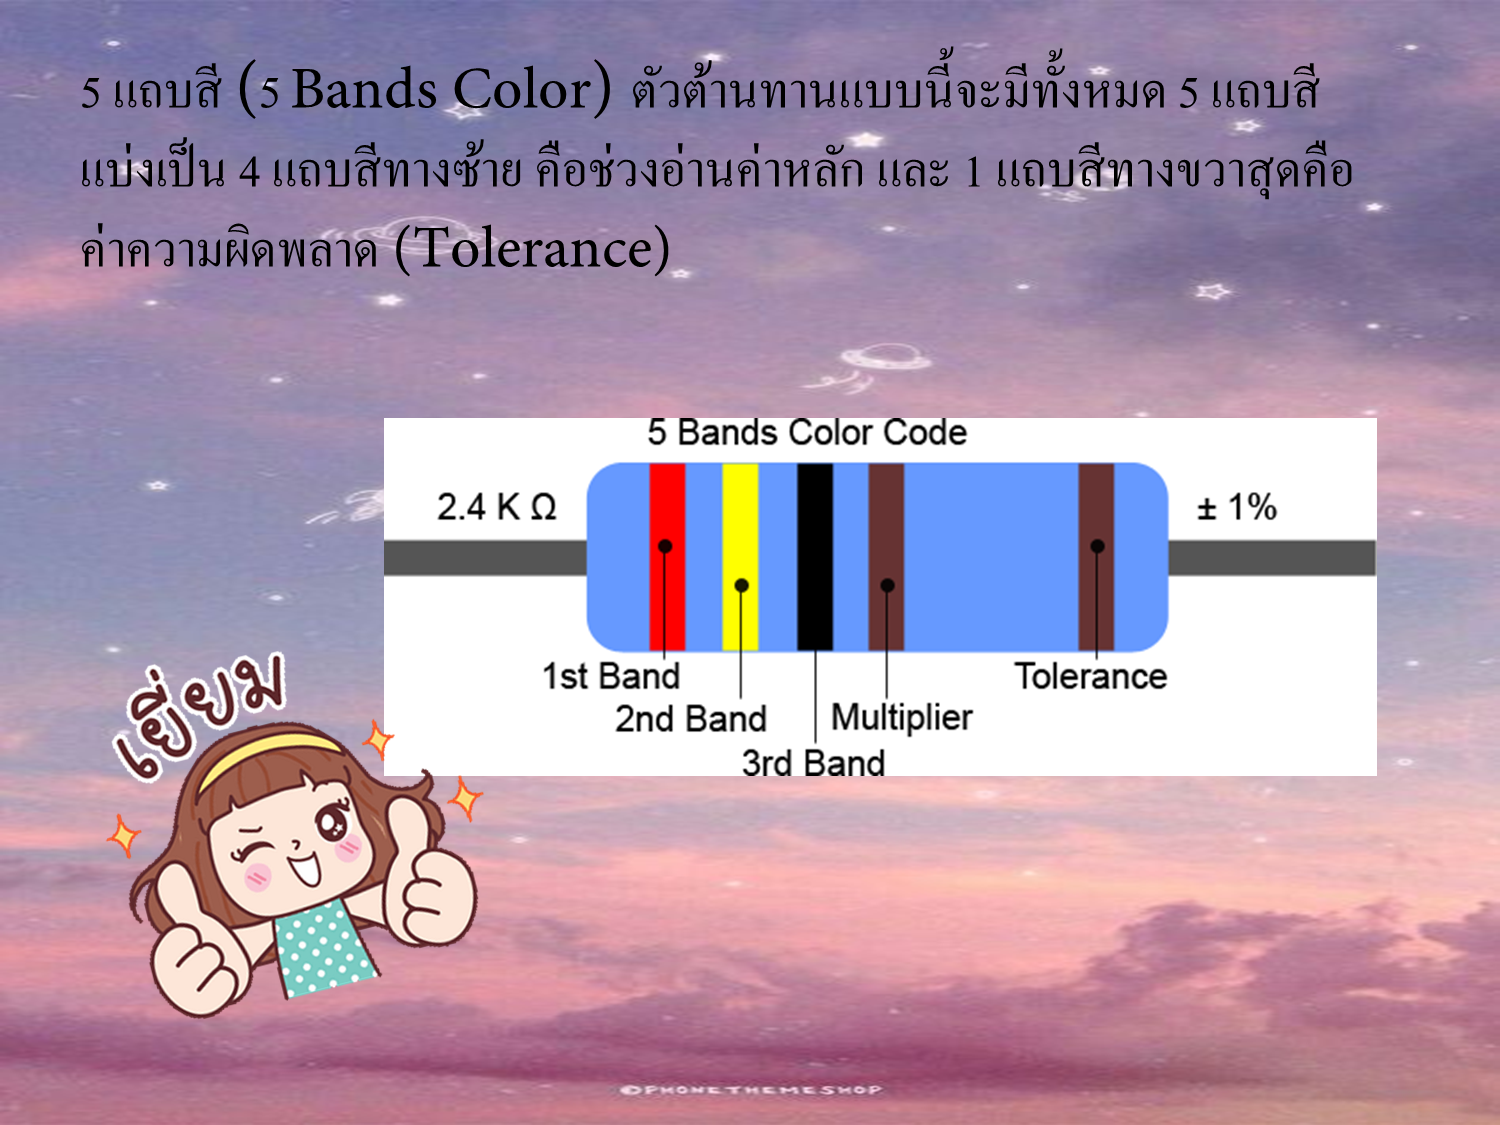 5 แถบสี (5 Bands Color) ตัวต้านทานแบบนี้จะมีทั้งหมด 5 แถบสี
แบ่งเป็น 4 แถบสีทางซ้าย คือช่วงอ่านค่าหลัก และ 1 แถบสีทางขวาสุดคือ
ค่าความผิดพลาด (Tolerance)
5 Bands Color Code
2.4 K Ω
± 1%
1st Band
Tolerance
2nd Band
Multiplier
3rd Band
เยี่ยม
©PHONETHEMESHOP